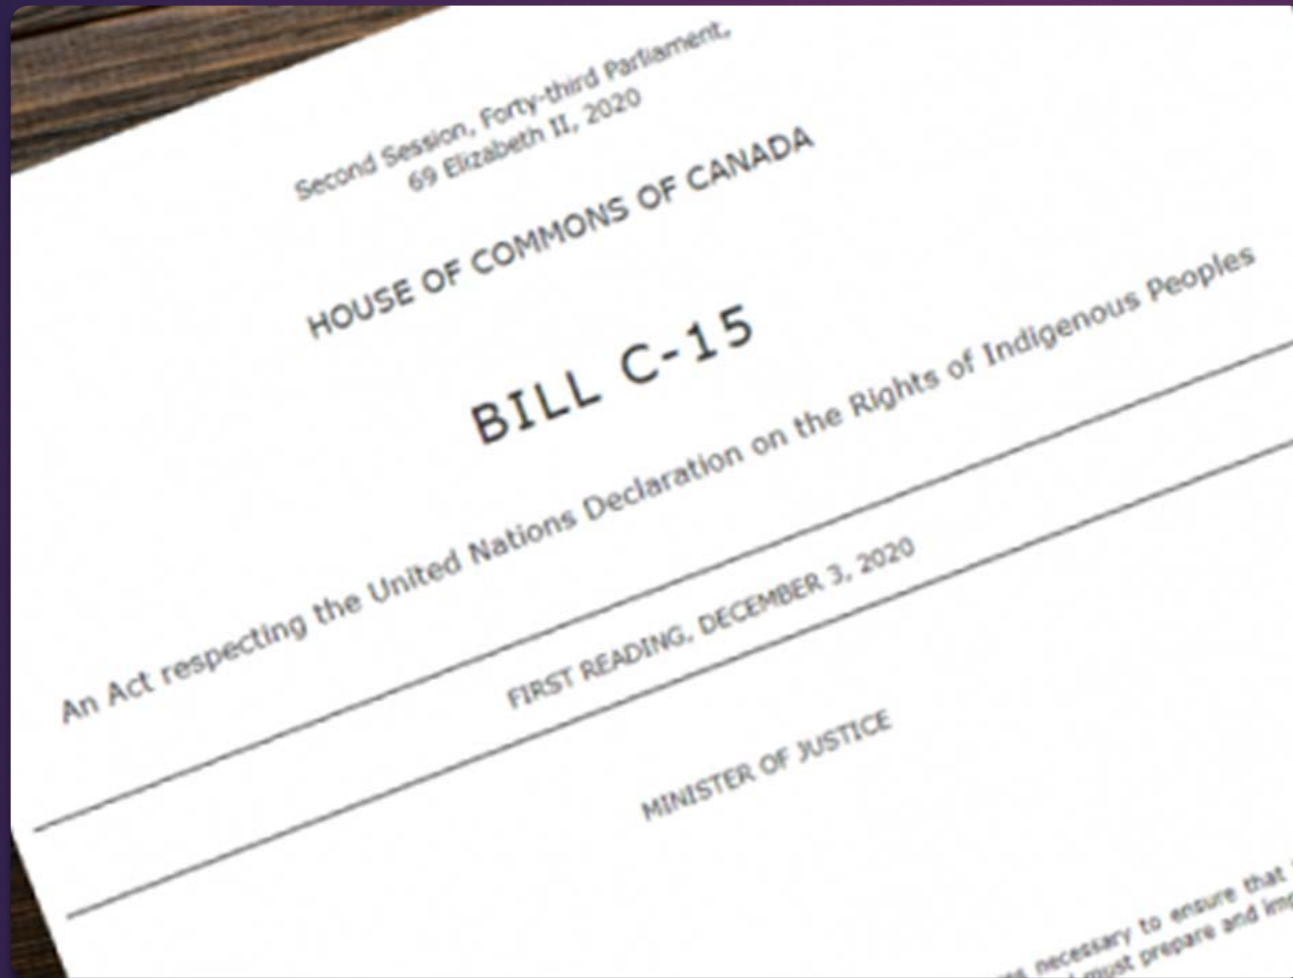 Second Session, Forty-third Parliament,
69 Elizabeth II, 2020
HOUSE OF COMMONS OF CANADA
BILL C-15
An Act respecting the United Nations Declaration on the Rights of Indigenous Peoples
FIRST READING, DECEMBER 3, 2020
MINISTER OF JUSTICE
necessary to ensure that
must prepare and